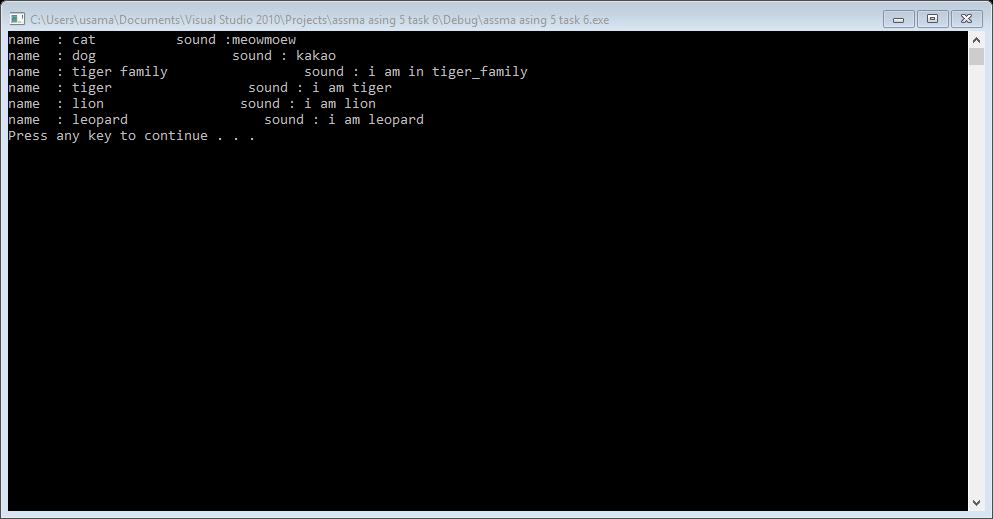 C:\Users\usama\Documents\Visual Studio 2010\Projects\assma asing 5 task 6\Debug\assma asing 5 task 6.exe
name  : cat          sound :meowmoew
name  : dog                 sound : kakao
name  : tiger family                 sound : i am in tiger_family
name  : tiger                 sound : i am tiger
name  : lion                 sound : i am lion
name  : leopard                 sound : i am leopard
Press any key to continue . . .